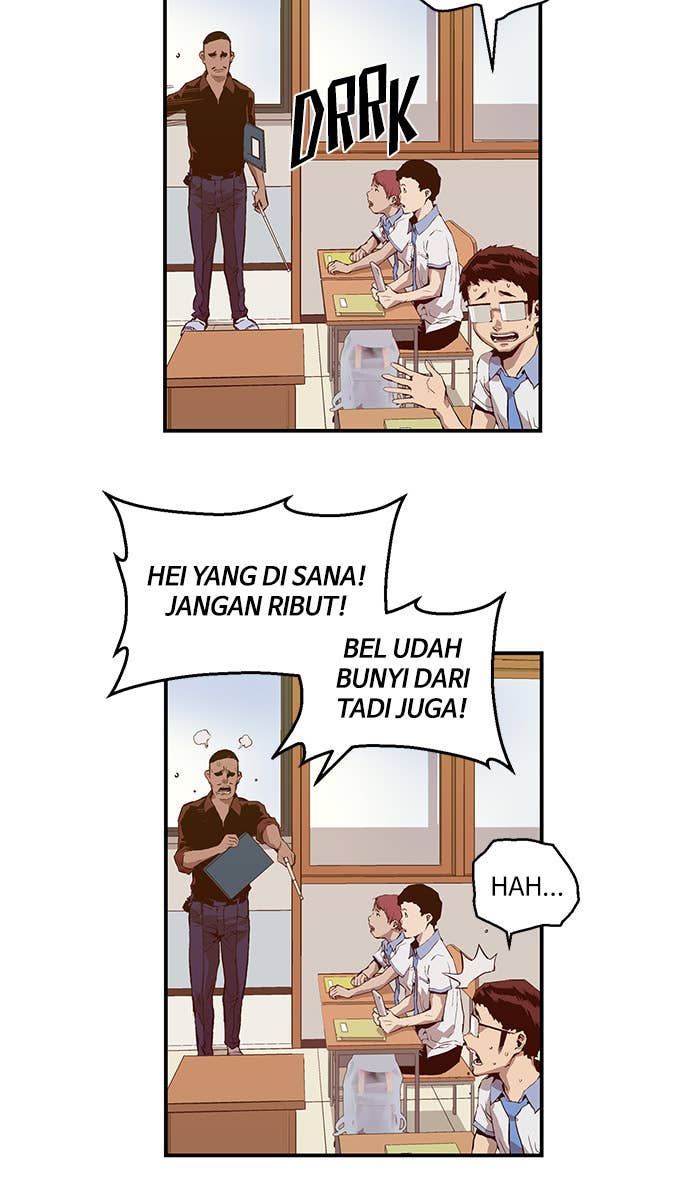 DRRK
HEI YANG DI SANA!
JANGAN RIBUT!
BEL UDAH
BUNYI DARI
TADI JUGA!
HAH...